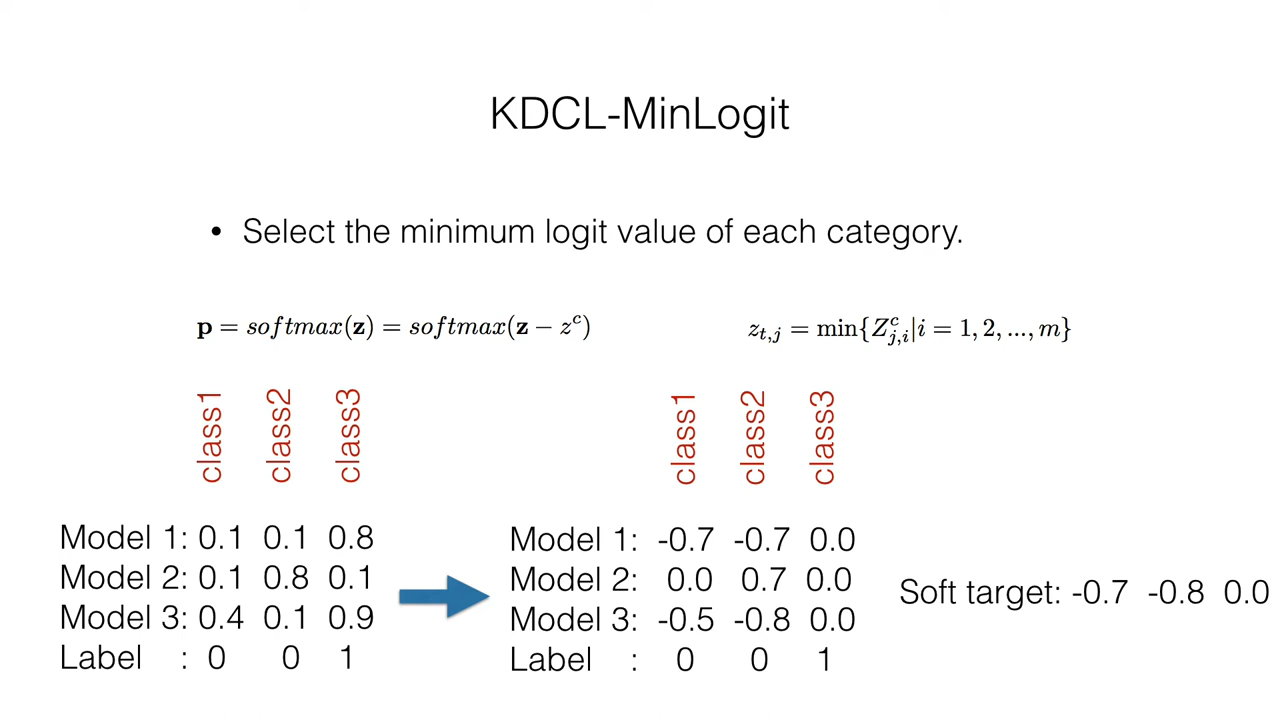 KDCL-MinLogit
• Select the minimum logit value of each category.
p = softmax(z) = softmax(z − z^c)
z_{t,j} = min{Z^c_{j,i}|i = 1, 2, ..., m}
class1 class2 class3
Model 1: 0.1 0.1 0.8
Model 2: 0.1 0.8 0.1
Model 3: 0.4 0.1 0.9
Label : 0 0 1
class1 class2 class3
Model 1: -0.7 -0.7 0.0
Model 2: 0.0 0.7 0.0
Model 3: -0.5 -0.8 0.0
Label : 0 0 1
Soft target: -0.7 -0.8 0.0